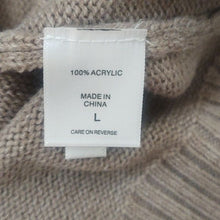 100% ACRYLIC
MADE IN
CHINA
L
CARE ON REVERSE